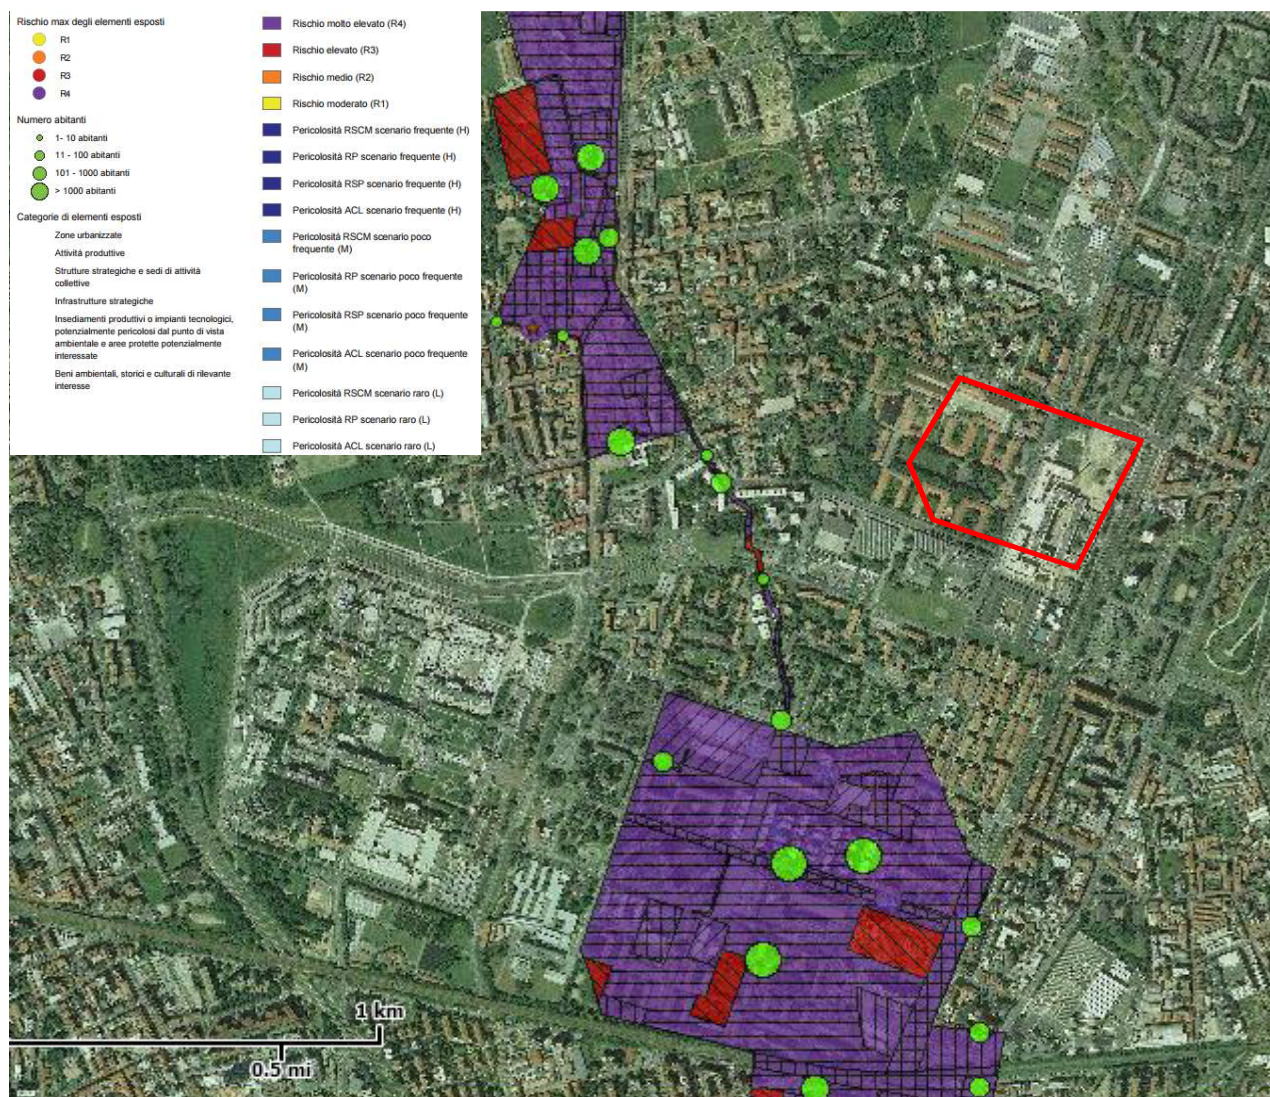 Rischio max degli elementi esposti
R1
R2
R3
R4
Numero abitanti
1- 10 abitanti
11 - 100 abitanti
101 - 1000 abitanti
> 1000 abitanti
Categorie di elementi esposti
Zone urbanizzate
Attività produttive
Strutture strategiche e sedi di attività
collettive
Infrastrutture strategiche
Insediamenti produttivi o impianti tecnologici,
potenzialmente pericolosi dal punto di vista
ambientale e aree protette potenzialmente
interessate
Beni ambientali, storici e culturali di rilevante
interesse
Rischio molto elevato (R4)
Rischio elevato (R3)
Rischio medio (R2)
Rischio moderato (R1)
Pericolosità RSCM scenario frequente (H)
Pericolosità RP scenario frequente (H)
Pericolosità RSP scenario frequente (H)
Pericolosità ACL scenario frequente (H)
Pericolosità RSCM scenario poco
frequente (M)
Pericolosità RP scenario poco frequente
(M)
Pericolosità RSP scenario poco frequente
(M)
Pericolosità ACL scenario poco frequente
(M)
Pericolosità RSCM scenario raro (L)
Pericolosità RP scenario raro (L)
Pericolosità ACL scenario raro (L)
1 km
0.5 mi